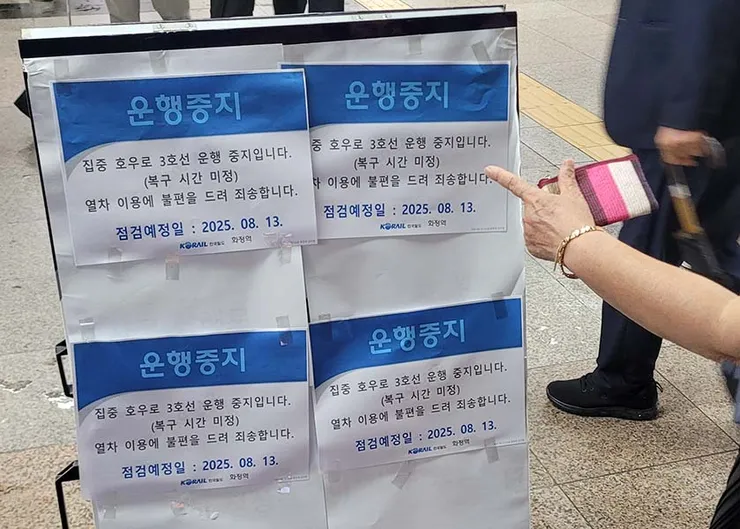 운행중지
집중 호우로 3호선 운행 중지입니다.
(복구 시간 미정)
열차 이용에 불편을 드려 죄송합니다.
점검예정일 : 2025. 08. 13.
KORAIL 한국철도 화정역
운행중지
집중 호우로 3호선 운행 중지입니다.
(복구 시간 미정)
차 이용에 불편을 드려 죄송합니다.
점검예정일 : 2025. 08. 13.
KORAIL 한국철도 화정역
운행중지
집중 호우로 3호선 운행 중지입니다.
(복구 시간 미정)
열차 이용에 불편을 드려 죄송합니다.
점검예정일 : 2025. 08. 13.
KORAIL 한국철도 화정역
운행중지
집중 호우로 3호선 운행 중지입니다.
(복구 시간 미정)
열차 이용에 불편을 드려 죄송합니다.
점검예정일 : 2025. 08. 13.
KORAIL 한국철도 화정역